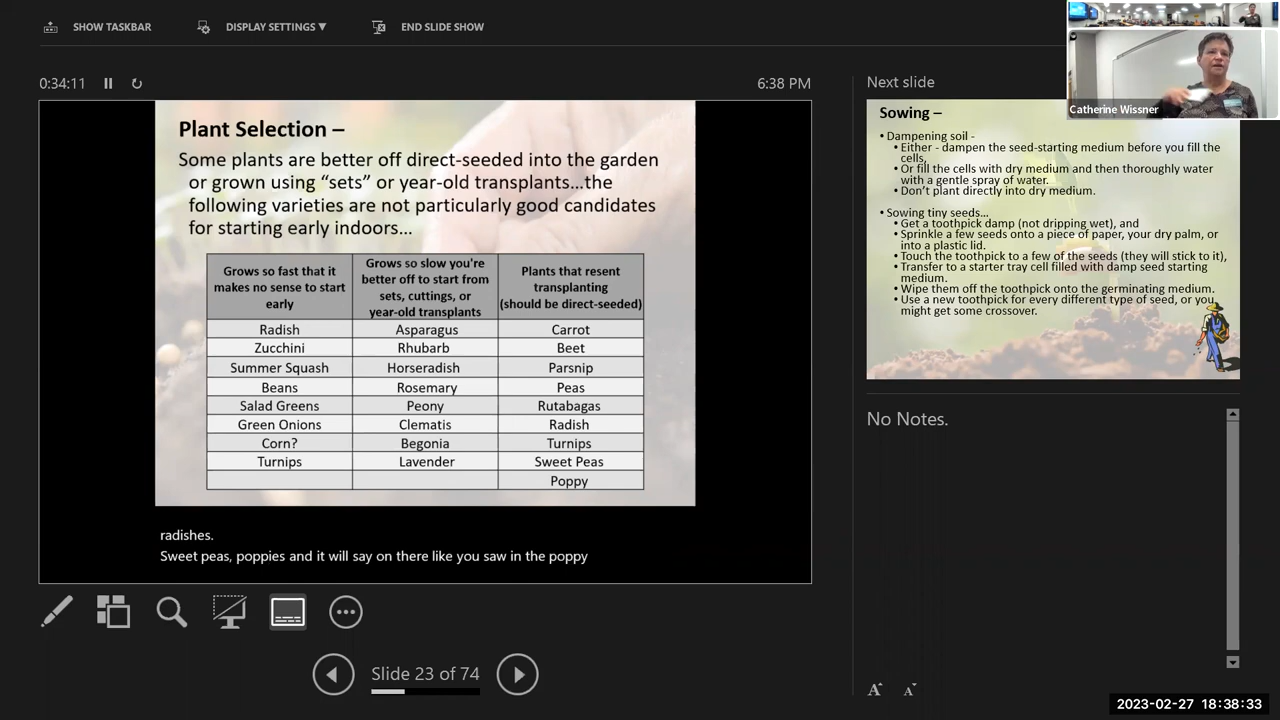 SHOW TASKBAR
DISPLAY SETTINGS ▼
END SLIDE SHOW
0:34:11
6:38 PM
Plant Selection –
Some plants are better off direct-seeded into the garden
or grown using “sets” or year-old transplants…the
following varieties are not particularly good candidates
for starting early indoors…
Grows so fast that it
makes no sense to start
early
Grows so slow you're
better off to start from
sets, cuttings, or
year-old transplants
Plants that resent
transplanting
(should be direct-seeded)
Radish Asparagus Carrot
Zucchini Rhubarb Beet
Summer Squash Horseradish Parsnip
Beans Rosemary Peas
Salad Greens Peony Rutabagas
Green Onions Clematis Radish
Corn? Begonia Turnips
Turnips Lavender Sweet Peas
Poppy
radishes.
Sweet peas, poppies and it will say on there like you saw in the poppy
Slide 23 of 74
Next slide
Catherine Wissner
Sowing –
• Dampening soil -
• Either - dampen the seed-starting medium before you fill the
cells,
• Or fill the cells with dry medium and then thoroughly water
with a gentle spray of water.
• Don’t plant directly into dry medium.
• Sowing tiny seeds…
• Get a toothpick damp (not dripping wet), and
• Sprinkle a few seeds onto a piece of paper, your dry palm, or
into a plastic lid.
• Touch the toothpick to a few of the seeds (they will stick to it),
• Transfer to a starter tray cell filled with damp seed starting
medium.
• Wipe them off the toothpick onto the germinating medium.
• Use a new toothpick for every different type of seed, or you
might get some crossover.
No Notes.
A A
2023-02-27 18:38:33